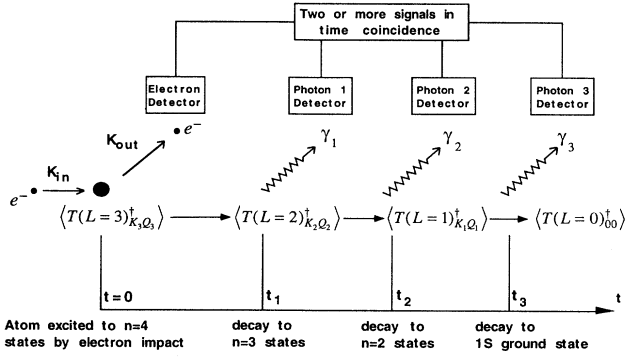 Two or more signals in
time coincidence
Electron
Detector
Photon 1
Detector
Photon 2
Detector
Photon 3
Detector
K_out
e⁻
γ₁
γ₂
γ₃
K_in
e⁻
⟨T(L=3)†_{K₃Q₃}⟩
⟨T(L=2)†_{K₂Q₂}⟩
⟨T(L=1)†_{K₁Q₁}⟩
⟨T(L=0)†_{00}⟩
t=0
t₁
t₂
t₃
t
Atom excited to n=4
states by electron impact
decay to
n=3 states
decay to
n=2 states
decay to
1S ground state